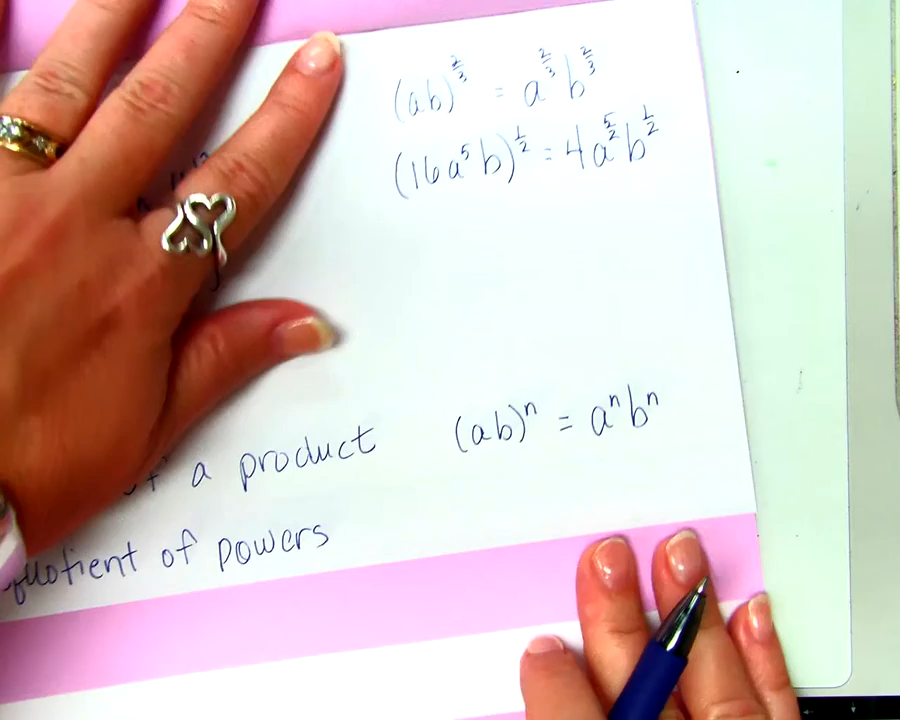 (ab)^{2/3} = a^{2/3} b^{2/3}
(16a^5 b)^{1/2} = 4a^{5/2} b^{1/2}
a product (ab)^n = a^n b^n
quotient of powers